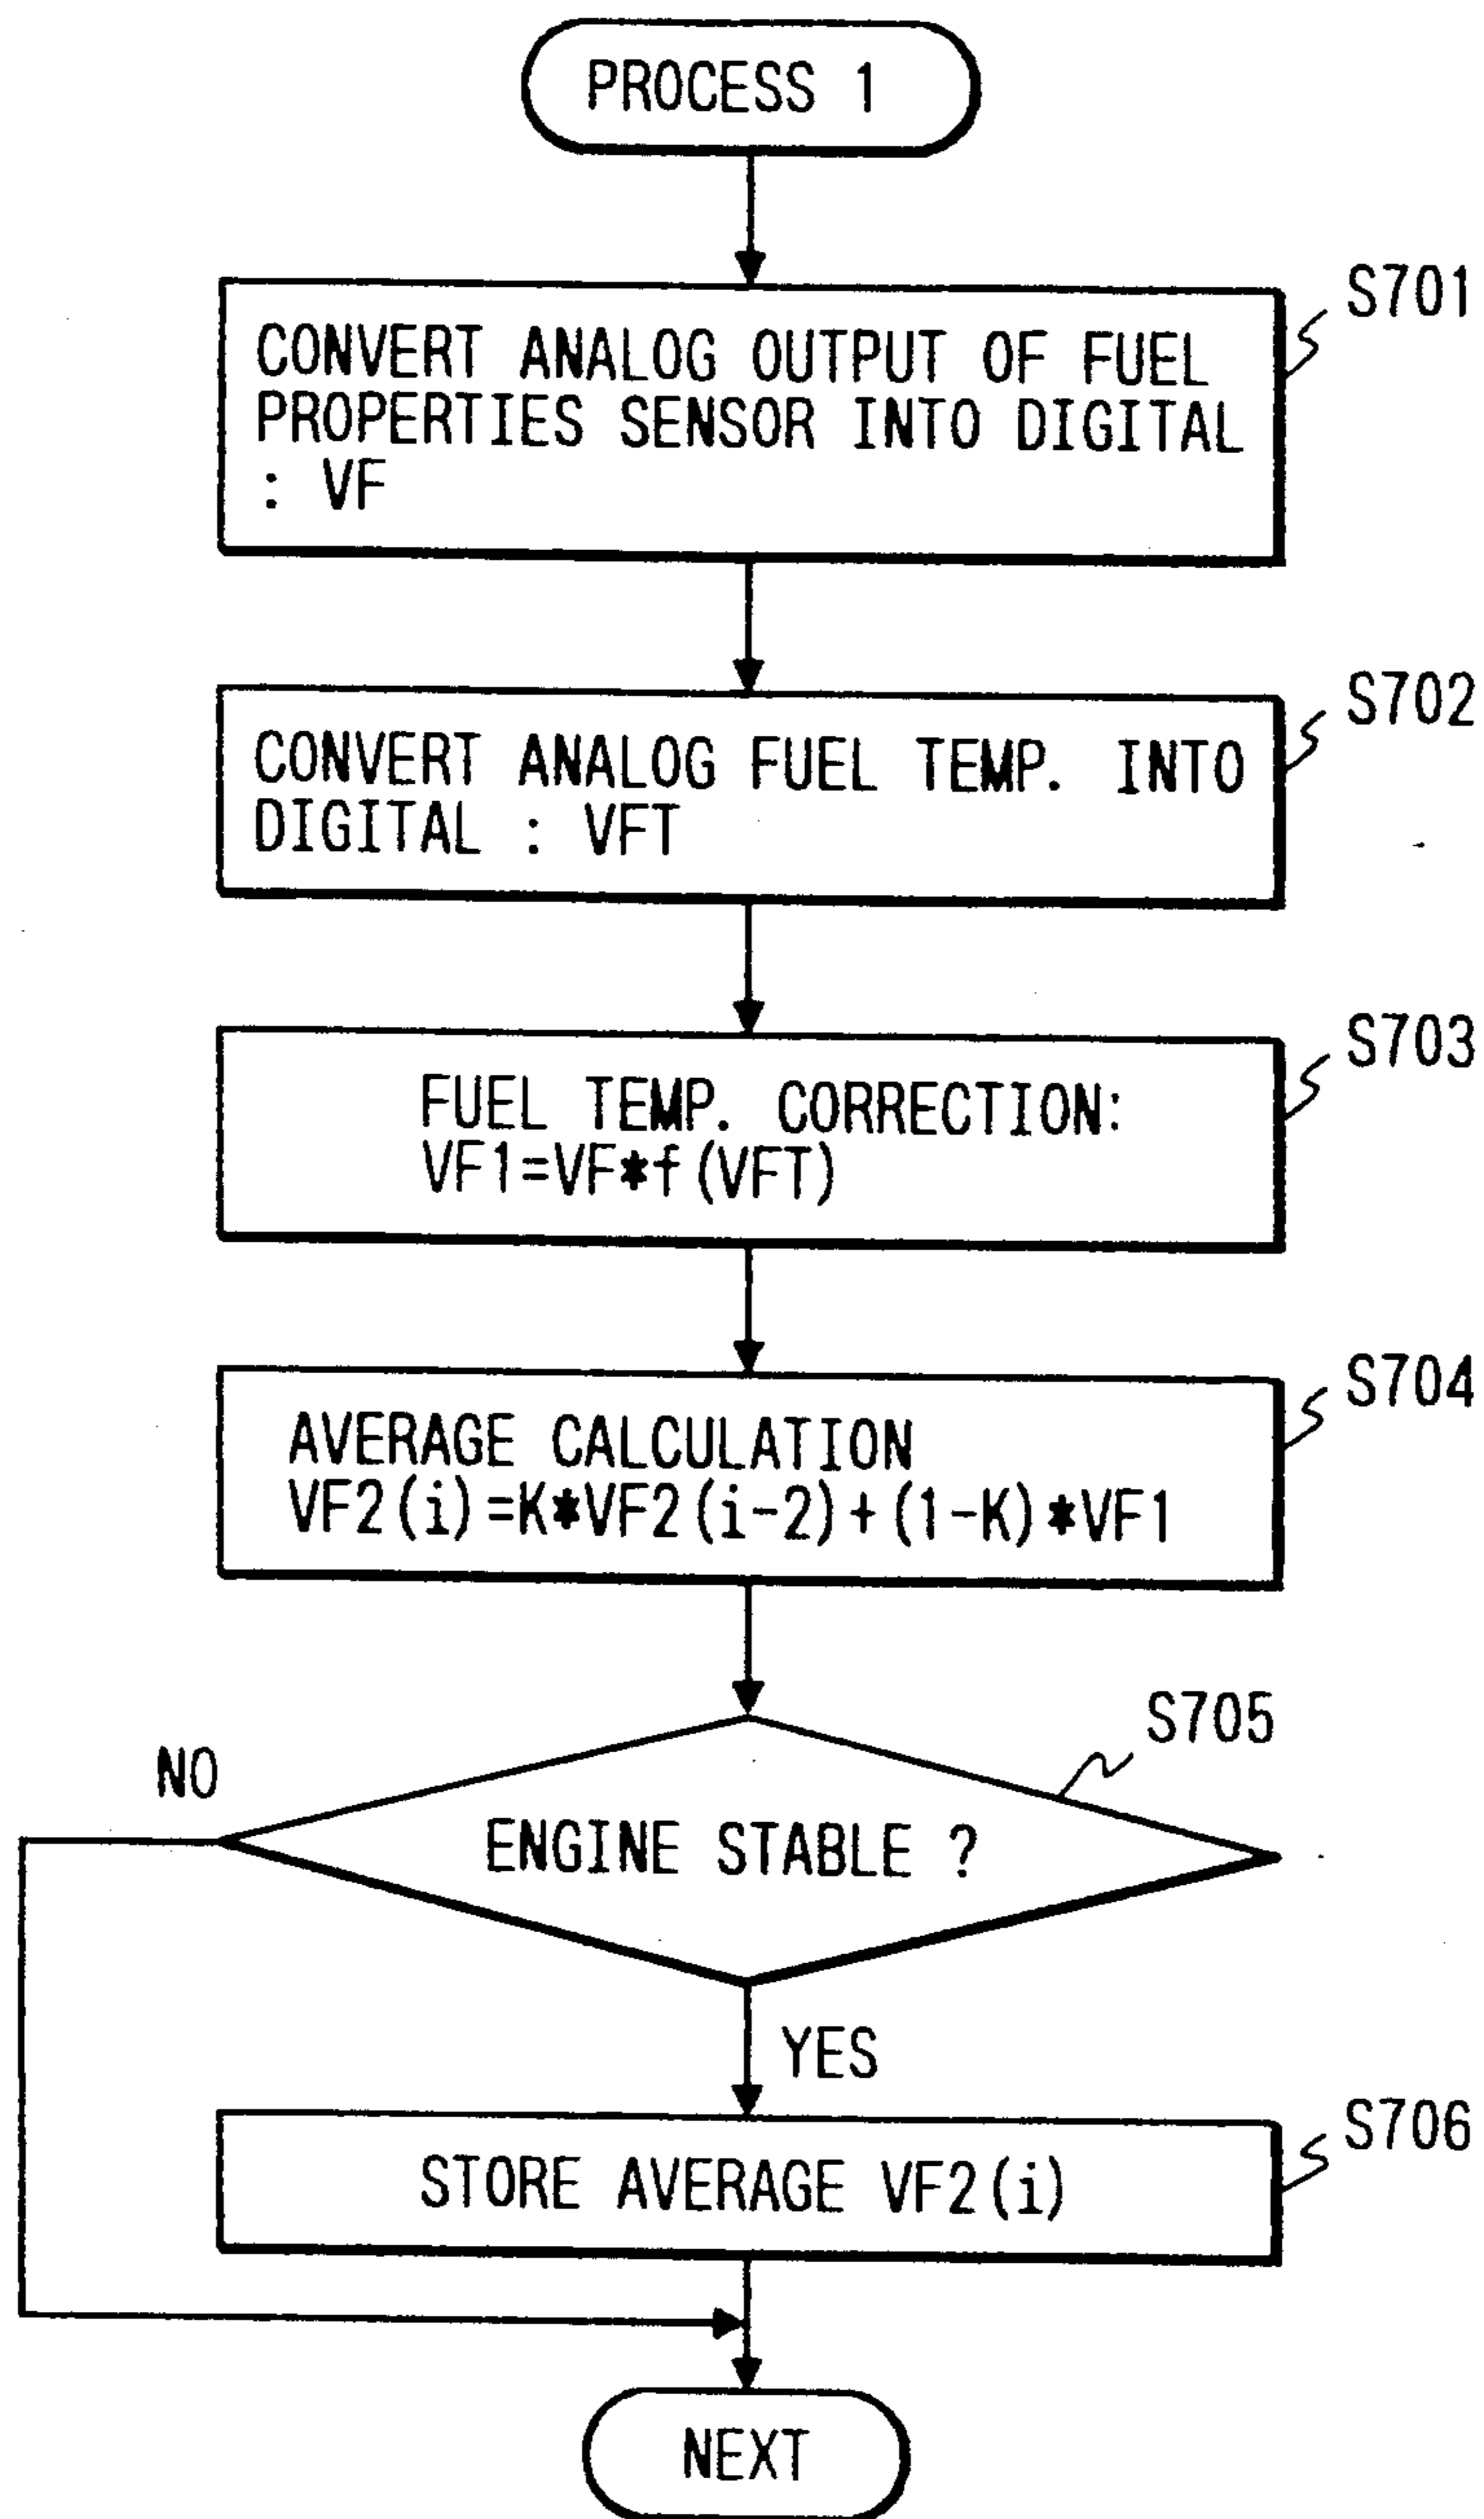 PROCESS 1
S701
CONVERT ANALOG OUTPUT OF FUEL
PROPERTIES SENSOR INTO DIGITAL
: VF
S702
CONVERT ANALOG FUEL TEMP. INTO
DIGITAL : VFT
S703
FUEL TEMP. CORRECTION:
VF1=VF*f(VFT)
S704
AVERAGE CALCULATION
VF2(i)=K*VF2(i-2)+(1-K)*VF1
S705
NO
ENGINE STABLE ?
YES
S706
STORE AVERAGE VF2(i)
NEXT